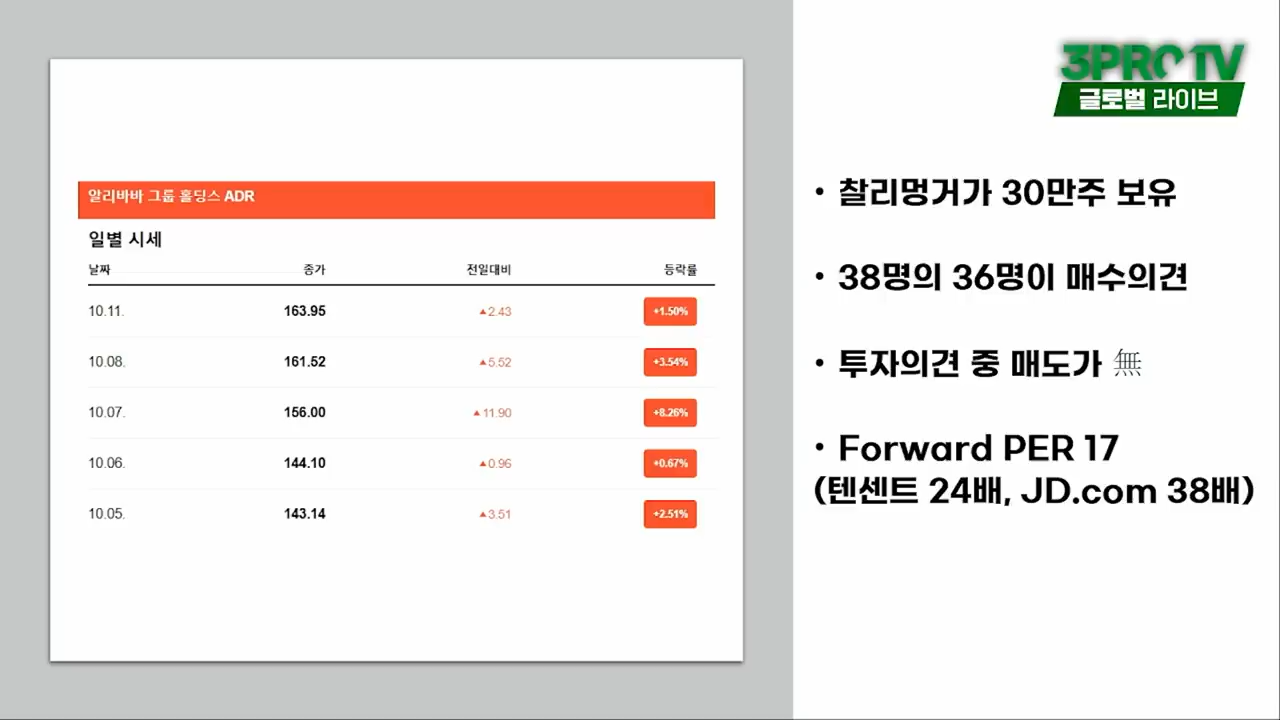 3PROTV
글로벌 라이브
알리바바 그룹 홀딩스 ADR
일별 시세
날짜 종가 전일대비 등락률
10.11. 163.95 ▲2.43 +1.50%
10.08. 161.52 ▲5.52 +3.54%
10.07. 156.00 ▲11.90 +8.26%
10.06. 144.10 ▲0.96 +0.67%
10.05. 143.14 ▲3.51 +2.51%
• 찰리멍거가 30만주 보유
• 38명의 36명이 매수의견
• 투자의견 중 매도가 無
• Forward PER 17
(텐센트 24배, JD.com 38배)